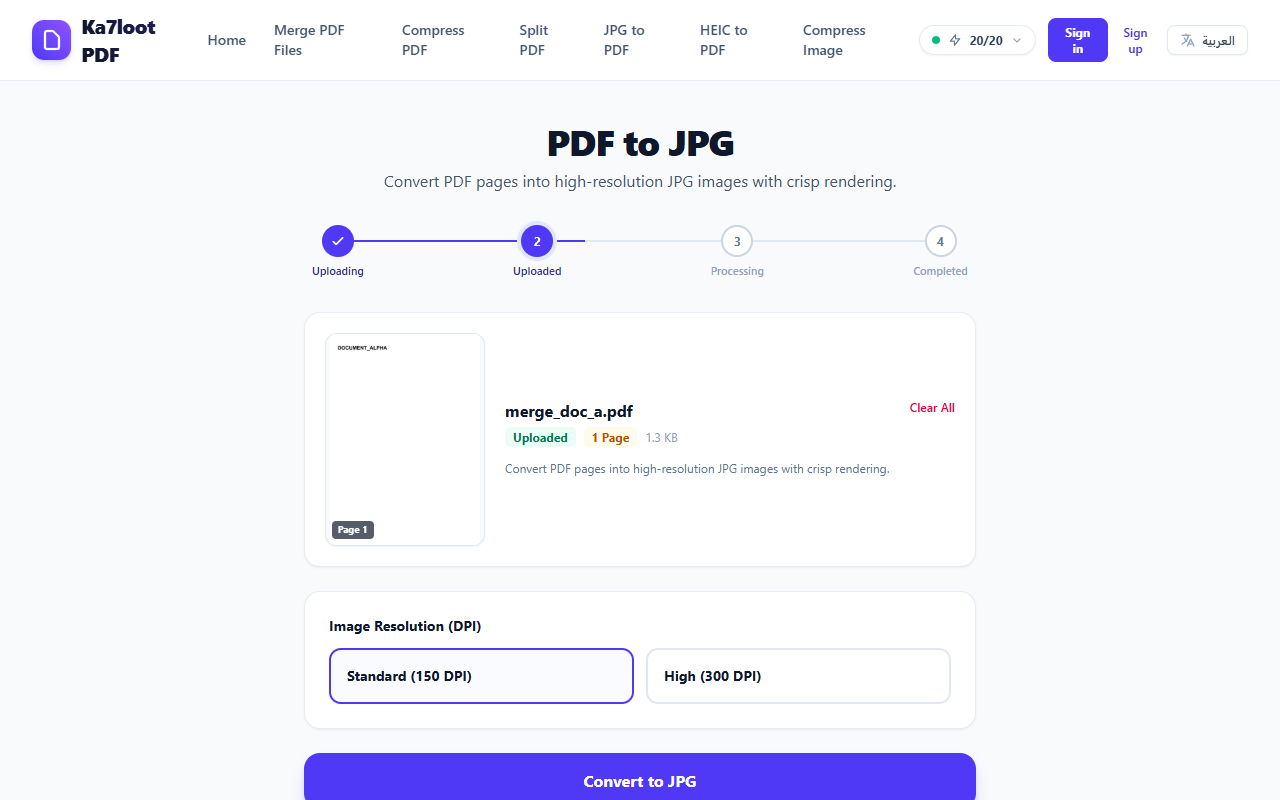 Ka7loot PDF
Home
Merge PDF Files
Compress PDF
Split PDF
JPG to PDF
HEIC to PDF
Compress Image
20/20
Sign in
Sign up
العربية
PDF to JPG
Convert PDF pages into high-resolution JPG images with crisp rendering.
2
3
4
Uploading
Uploaded
Processing
Completed
DOCUMENT_ALPHA
Page 1
merge_doc_a.pdf
Clear All
Uploaded
1 Page
1.3 KB
Convert PDF pages into high-resolution JPG images with crisp rendering.
Image Resolution (DPI)
Standard (150 DPI)
High (300 DPI)
Convert to JPG